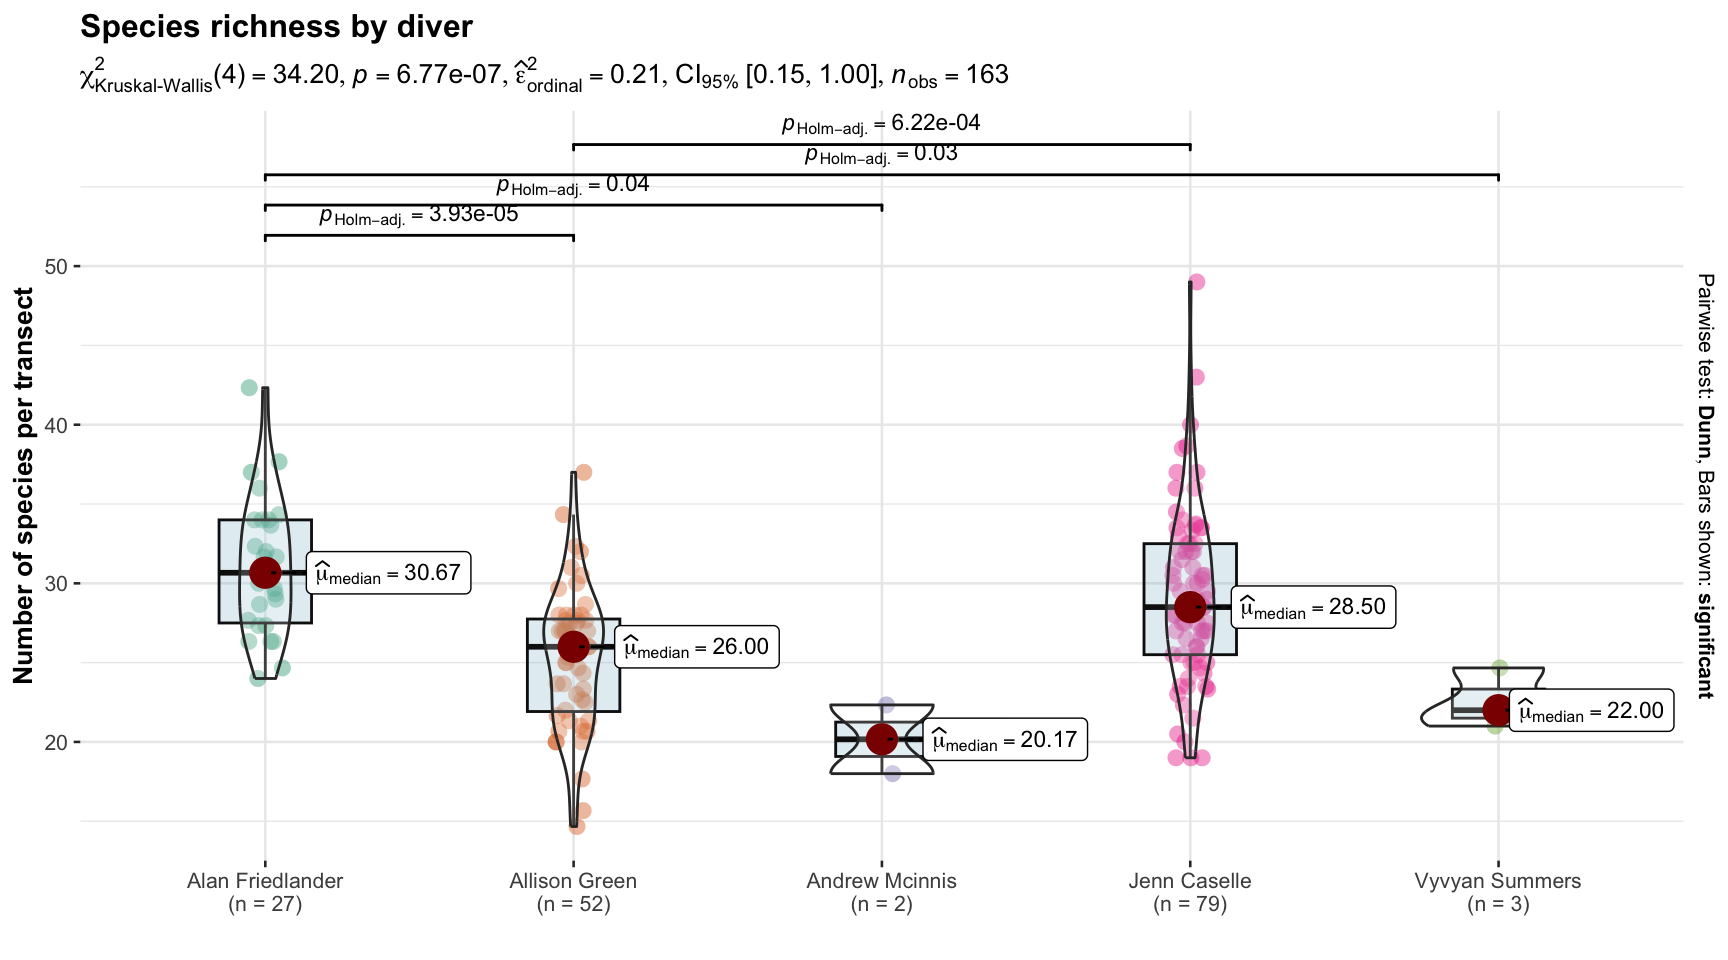 Species richness by diver
χ²Kruskal-Wallis(4) = 34.20, p = 6.77e-07, ε̂²ordinal = 0.21, CI95% [0.15, 1.00], nobs = 163
pHolm−adj. = 6.22e-04
pHolm−adj. = 0.03
pHolm−adj. = 0.04
pHolm−adj. = 3.93e-05
Number of species per transect
50
40
30
20
μ̂median = 30.67
μ̂median = 26.00
μ̂median = 20.17
μ̂median = 28.50
μ̂median = 22.00
Pairwise test: Dunn, Bars shown: significant
Alan Friedlander
(n = 27)
Allison Green
(n = 52)
Andrew Mcinnis
(n = 2)
Jenn Caselle
(n = 79)
Vyvyan Summers
(n = 3)